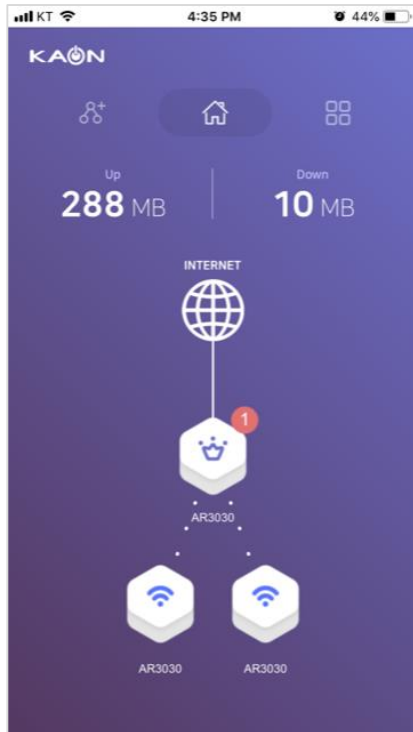 KT 4:35 PM 44%
KAON
Up Down
288 MB 10 MB
INTERNET
1
AR3030
AR3030 AR3030